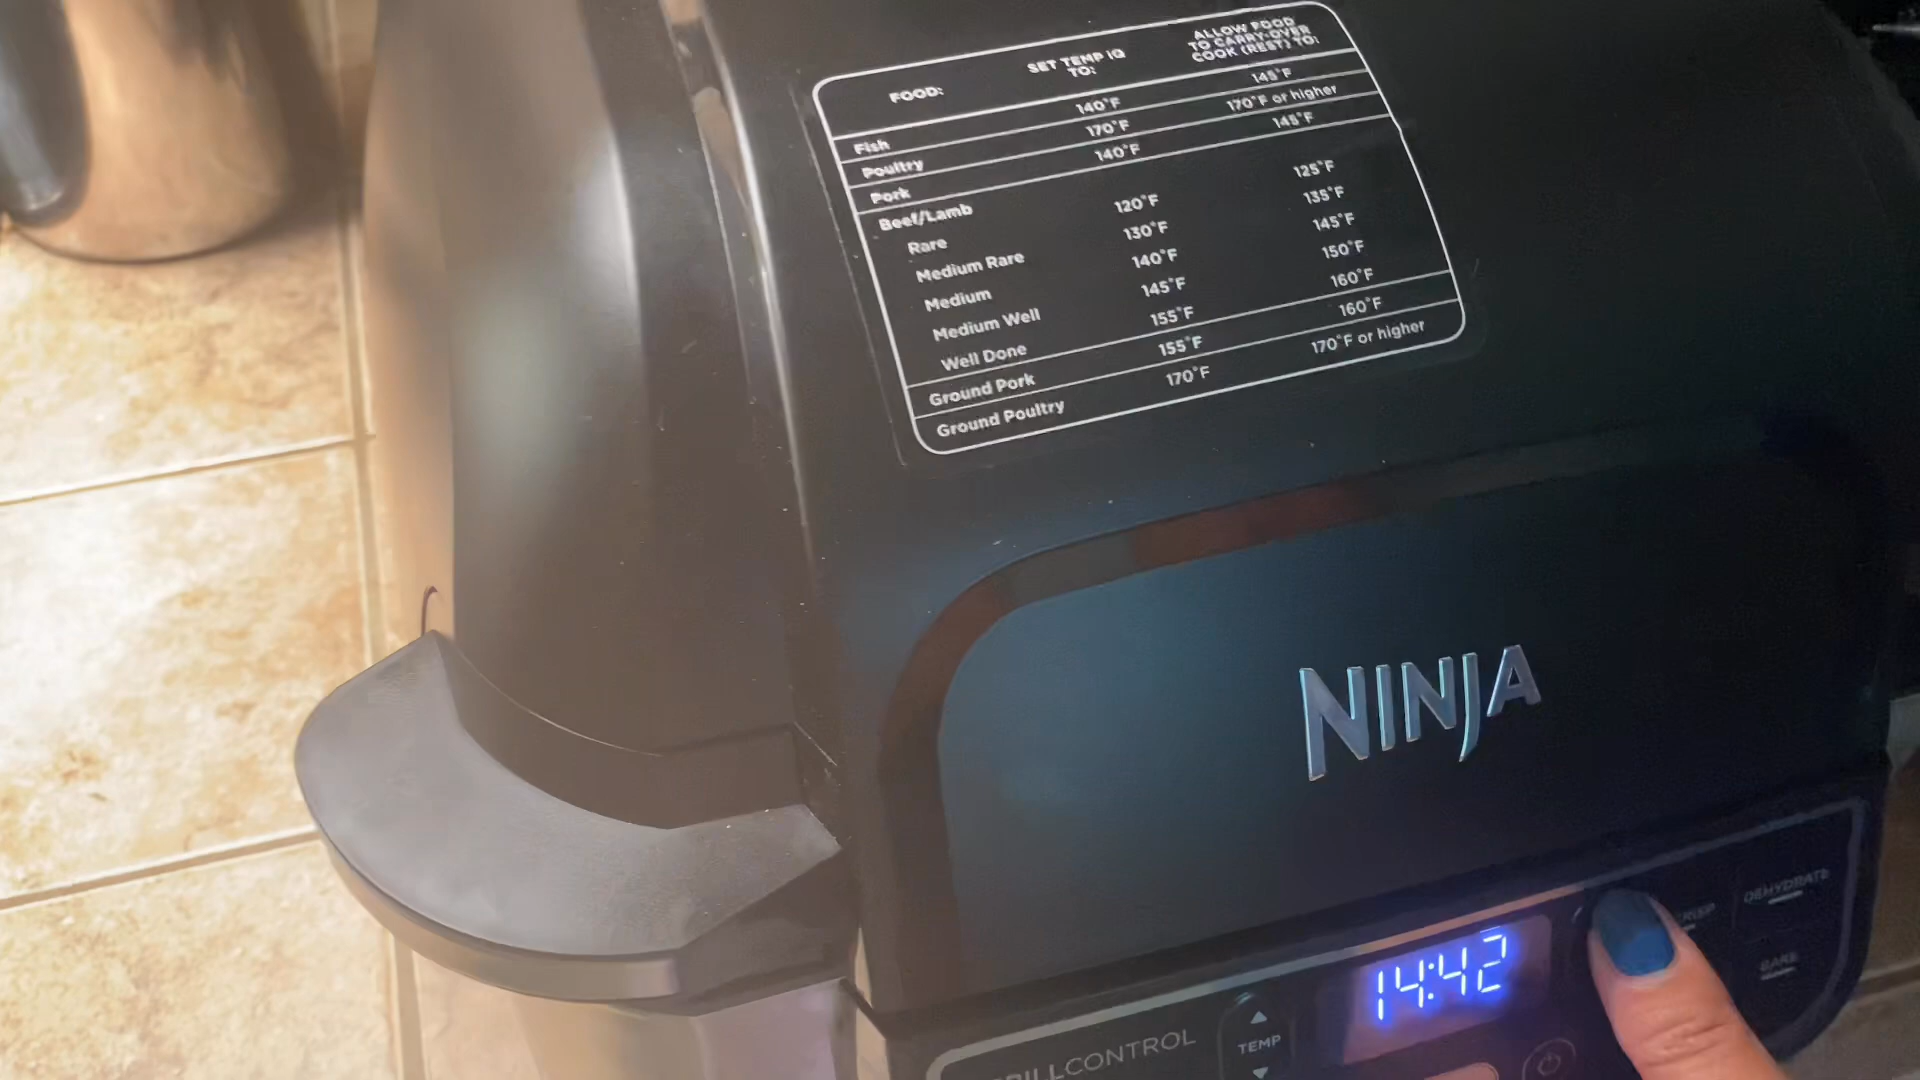 FOOD: SET TEMP IQ TO: ALLOW FOOD TO CARRY-OVER COOK (REST) TO:
Fish 140°F 145°F
Poultry 170°F 170°F or higher
Pork 140°F 145°F
Beef/Lamb
Rare 120°F 125°F
Medium Rare 130°F 135°F
Medium 140°F 145°F
Medium Well 145°F 150°F
Well Done 155°F 160°F
Ground Pork 155°F 160°F
Ground Poultry 170°F 170°F or higher
NINJA
DEHYDRATE
BAKE
14:42
TEMP